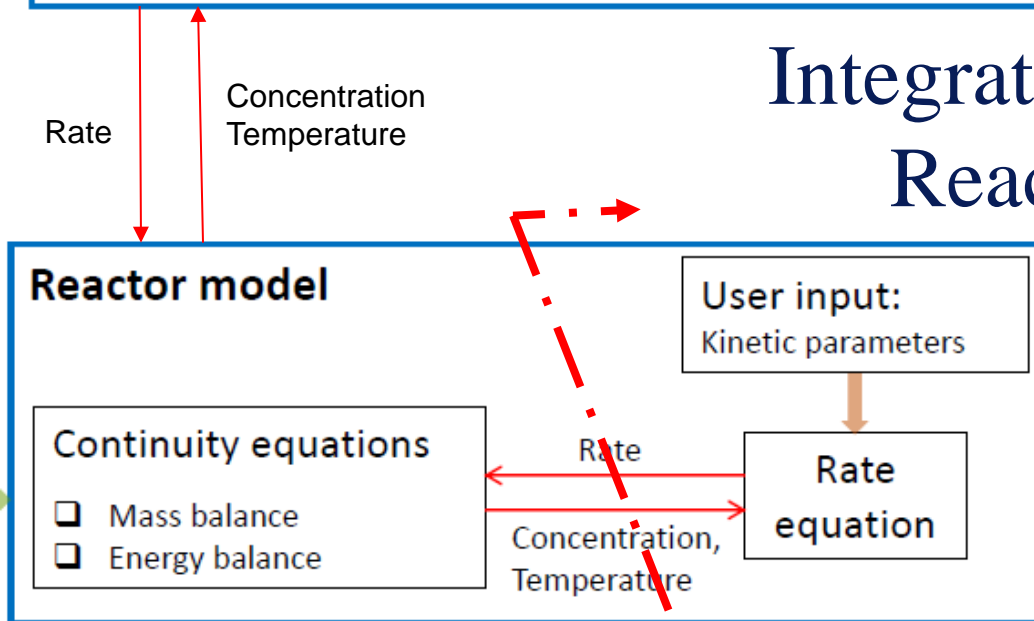 Integrat
Reac
Rate
Concentration
Temperature
Reactor model
User input:
Kinetic parameters
Continuity equations
❑ Mass balance
❑ Energy balance
Rate
Concentration,
Temperature
Rate
equation